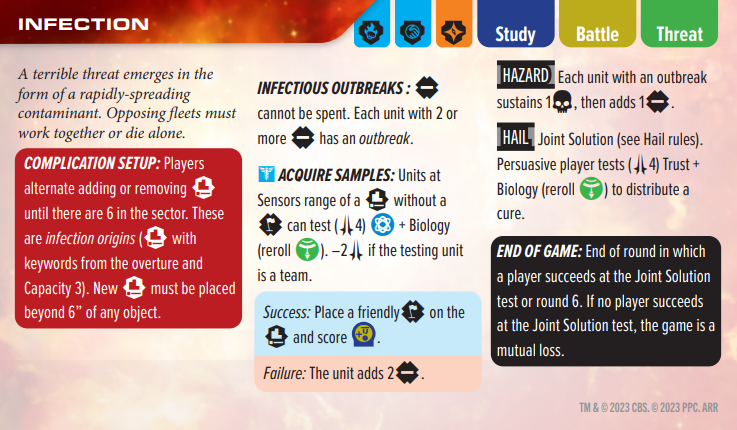 INFECTION
Study
Battle
Threat
A terrible threat emerges in the
form of a rapidly-spreading
contaminant. Opposing fleets must
work together or die alone.
COMPLICATION SETUP: Players
alternate adding or removing
until there are 6 in the sector. These
are infection origins ( with
keywords from the overture and
Capacity 3). New must be placed
beyond 6” of any object.
INFECTIOUS OUTBREAKS :
cannot be spent. Each unit with 2 or
more has an outbreak.
ACQUIRE SAMPLES: Units at
Sensors range of a without a
can test ( 4) + Biology
(reroll ). –2 if the testing unit
is a team.
Success: Place a friendly on the
and score .
Failure: The unit adds 2 .
HAZARD Each unit with an outbreak
sustains 1 , then adds 1 .
HAIL Joint Solution (see Hail rules).
Persuasive player tests ( 4) Trust +
Biology (reroll ) to distribute a
cure.
END OF GAME: End of round in which
a player succeeds at the Joint Solution
test or round 6. If no player succeeds
at the Joint Solution test, the game is a
mutual loss.
TM & © 2023 CBS. © 2023 PPC. ARR